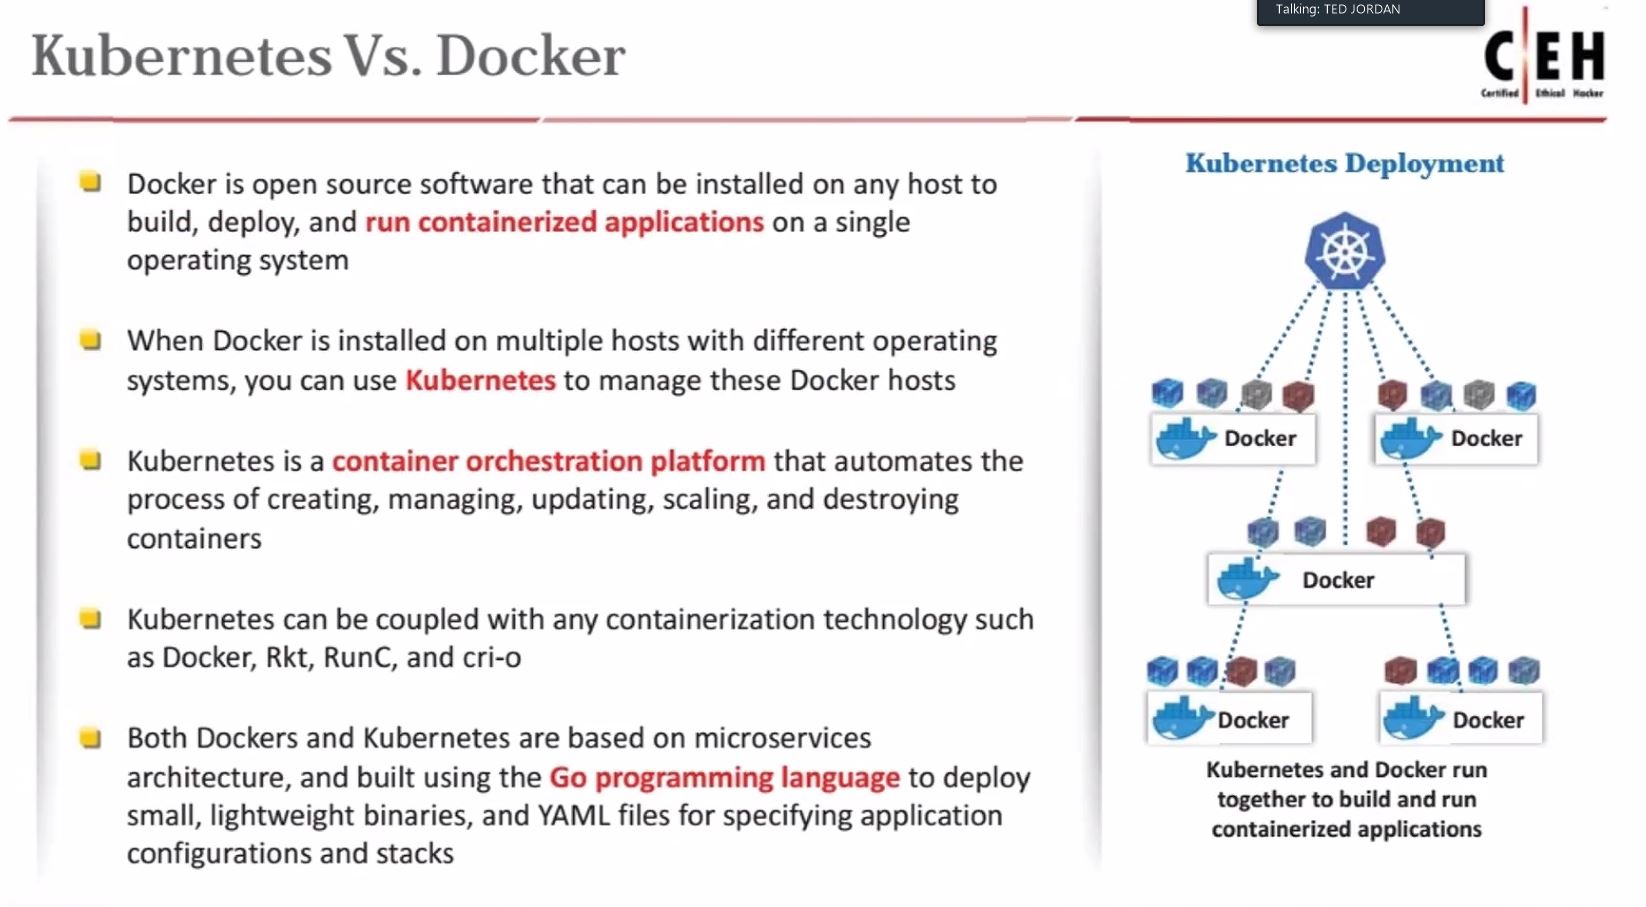 Talking: TED JORDAN
Kubernetes Vs. Docker
C|EH
Certified Ethical Hacker
Docker is open source software that can be installed on any host to
build, deploy, and run containerized applications on a single
operating system
When Docker is installed on multiple hosts with different operating
systems, you can use Kubernetes to manage these Docker hosts
Kubernetes is a container orchestration platform that automates the
process of creating, managing, updating, scaling, and destroying
containers
Kubernetes can be coupled with any containerization technology such
as Docker, Rkt, RunC, and cri-o
Both Dockers and Kubernetes are based on microservices
architecture, and built using the Go programming language to deploy
small, lightweight binaries, and YAML files for specifying application
configurations and stacks
Kubernetes Deployment
Docker
Docker
Docker
Docker
Docker
Kubernetes and Docker run
together to build and run
containerized applications